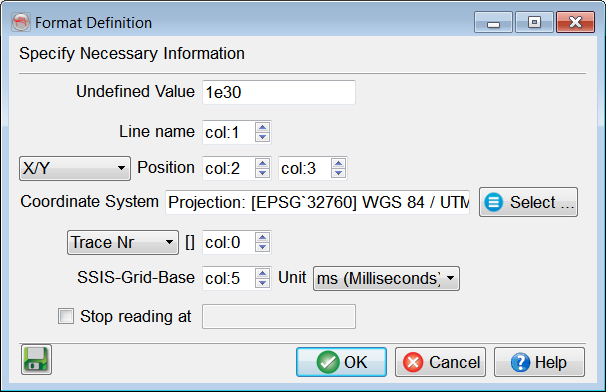 Format Definition
Specify Necessary Information
Undefined Value 1e30
Line name col:1
X/Y Position col:2 col:3
Coordinate System Projection: [EPSG`32760] WGS 84 / UTM Select ...
Trace Nr [] col:0
SSIS-Grid-Base col:5 Unit ms (Milliseconds)
Stop reading at
OK Cancel Help